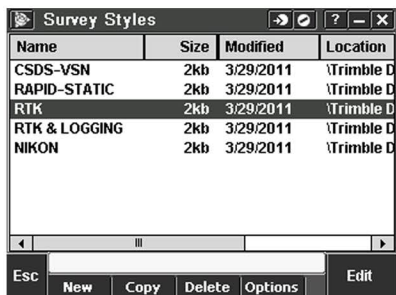 Survey Styles ? – X
Name Size Modified Location
CSDS-VSN 2kb 3/29/2011 \Trimble D
RAPID-STATIC 2kb 3/29/2011 \Trimble D
RTK 2kb 3/29/2011 \Trimble D
RTK & LOGGING 2kb 3/29/2011 \Trimble D
NIKON 2kb 3/29/2011 \Trimble D
Esc New Copy Delete Options Edit